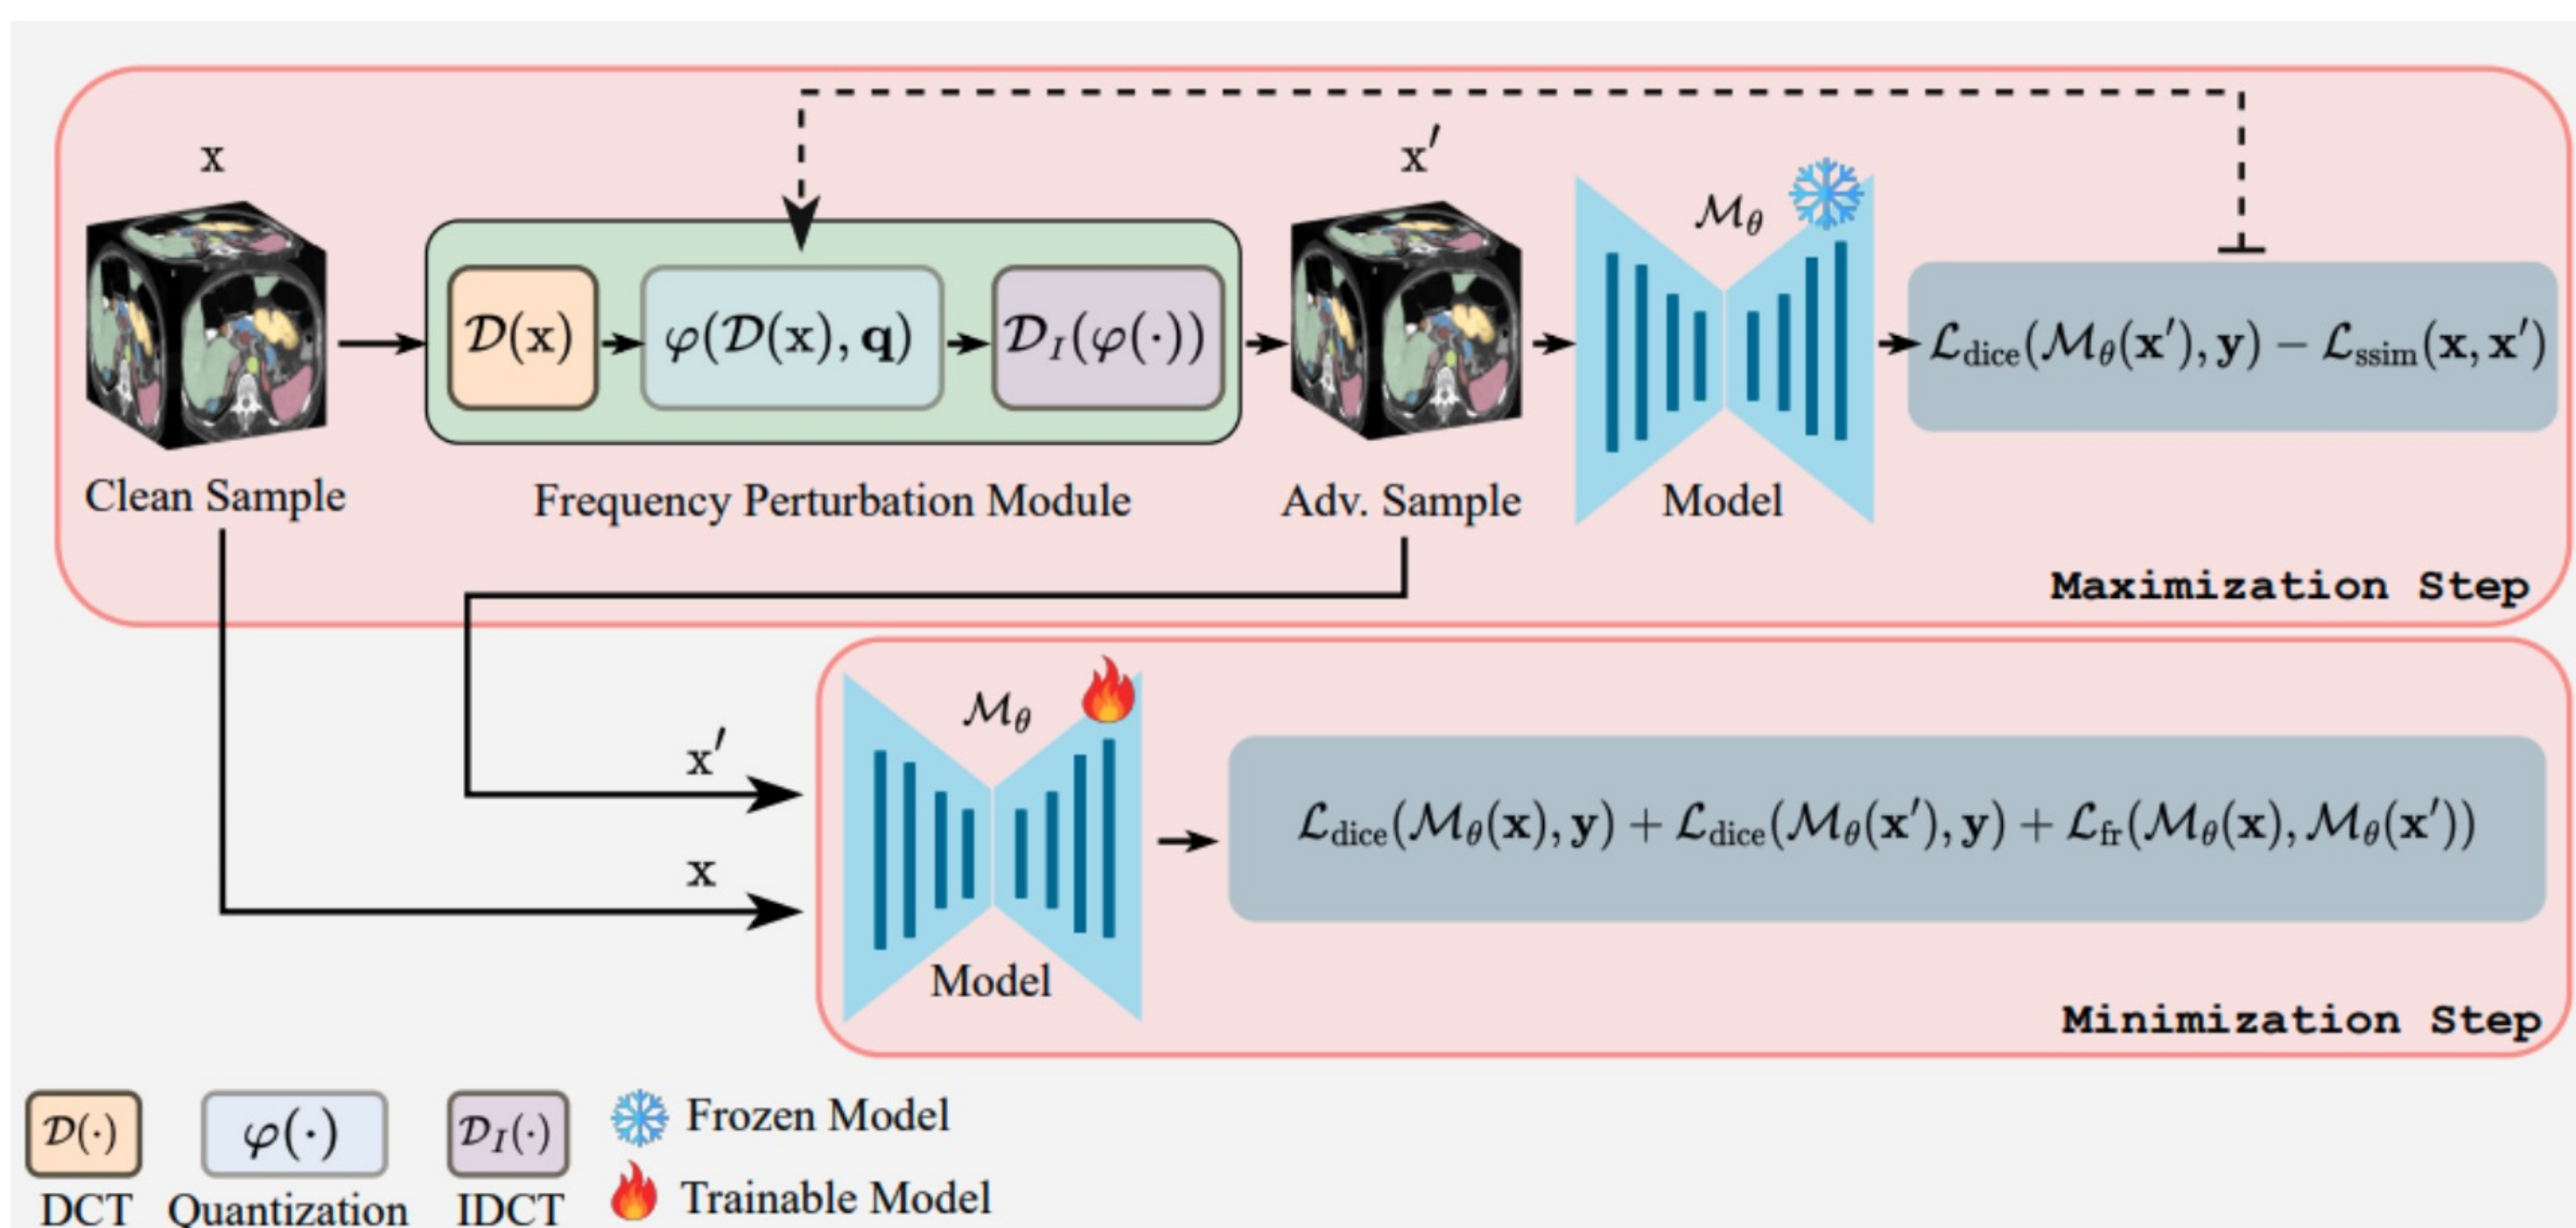 x
x′
ℳθ
𝒟(x)
φ(𝒟(x), q)
𝒟I(φ(·))
ℒdice(ℳθ(x′), y) − ℒssim(x, x′)
Clean Sample
Frequency Perturbation Module
Adv. Sample
Model
Maximization Step
ℳθ
x′
x
ℒdice(ℳθ(x), y) + ℒdice(ℳθ(x′), y) + ℒfr(ℳθ(x), ℳθ(x′))
Model
Minimization Step
𝒟(·)
φ(·)
𝒟I(·)
Frozen Model
DCT
Quantization
IDCT
Trainable Model